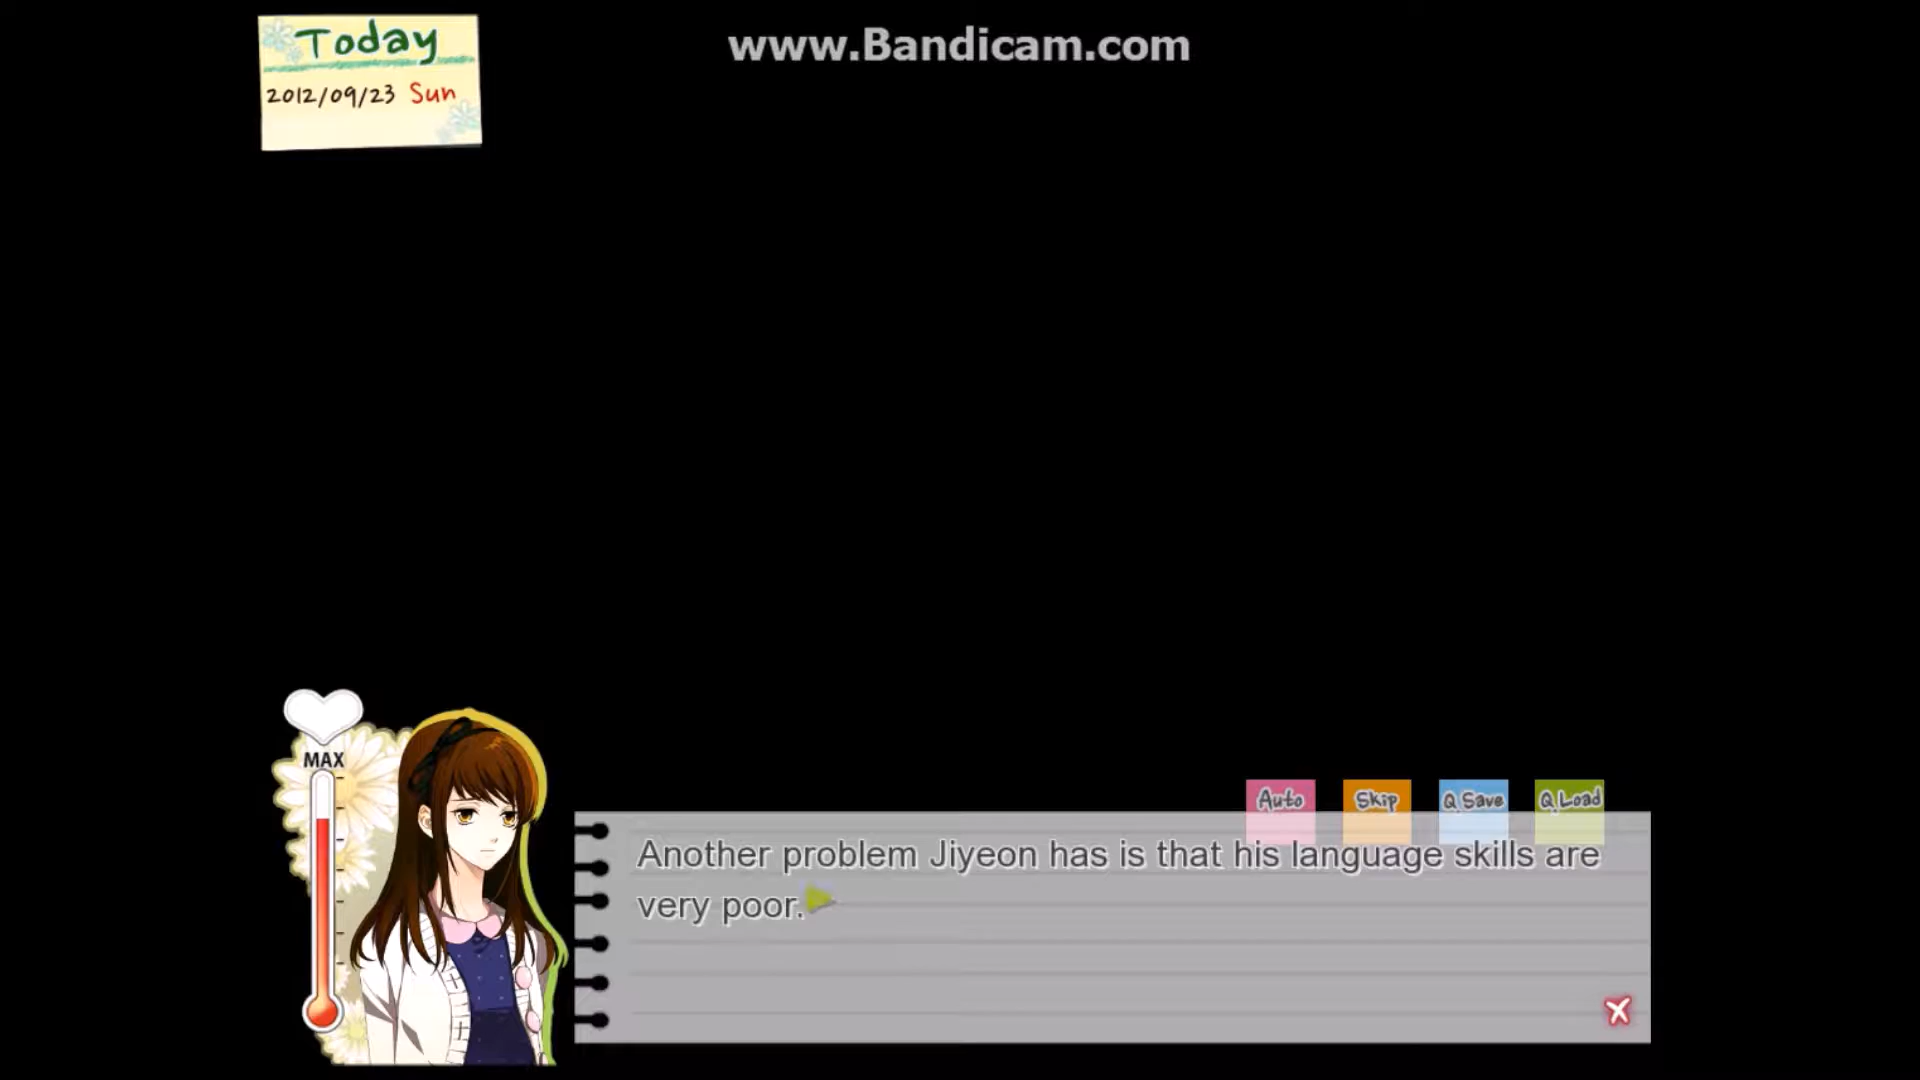 Today
www.Bandicam.com
2012/09/23 Sun
MAX
Auto Skip Q.Save Q.Load
Another problem Jiyeon has is that his language skills are
very poor.